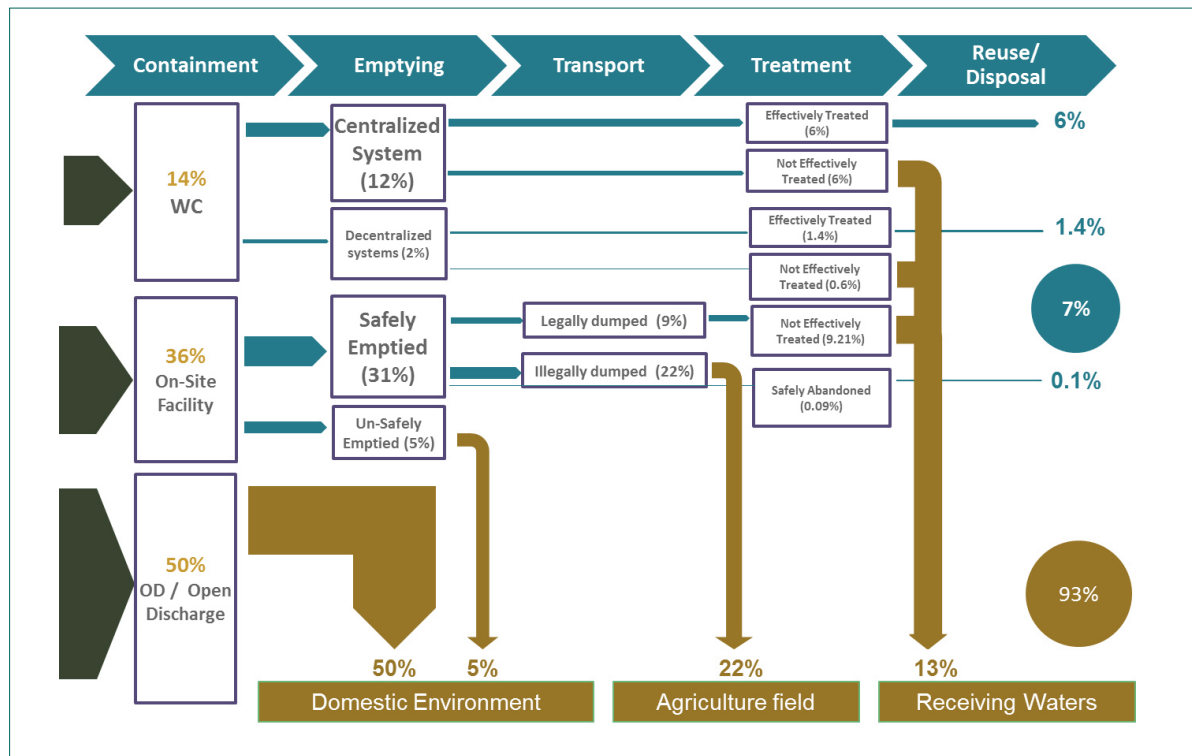 Containment
Emptying
Transport
Treatment
Reuse/
Disposal
14%
WC
Centralized
System
(12%)
Effectively Treated
(6%)
6%
Not Effectively
Treated (6%)
Decentralized
systems (2%)
Effectively Treated
(1.4%)
1.4%
Not Effectively
Treated (0.6%)
36%
On-Site
Facility
Safely
Emptied
(31%)
Legally dumped (9%)
Not Effectively
Treated (9.21%)
7%
Illegally dumped (22%)
Safely Abandoned
(0.09%)
0.1%
Un-Safely
Emptied (5%)
50%
OD / Open
Discharge
93%
50%
5%
22%
13%
Domestic Environment
Agriculture field
Receiving Waters